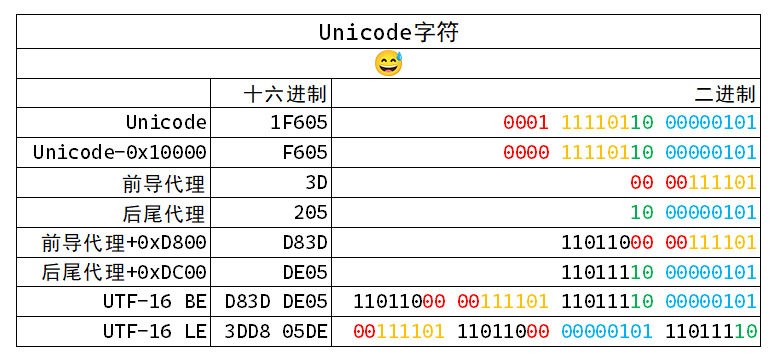 Unicode字符
😅
十六进制 二进制
Unicode 1F605 0001 11110110 00000101
Unicode-0x10000 F605 0000 11110110 00000101
前导代理 3D 00 00111101
后尾代理 205 10 00000101
前导代理+0xD800 D83D 11011000 00111101
后尾代理+0xDC00 DE05 11011110 00000101
UTF-16 BE D83D DE05 11011000 00111101 11011110 00000101
UTF-16 LE 3DD8 05DE 00111101 11011000 00000101 11011110